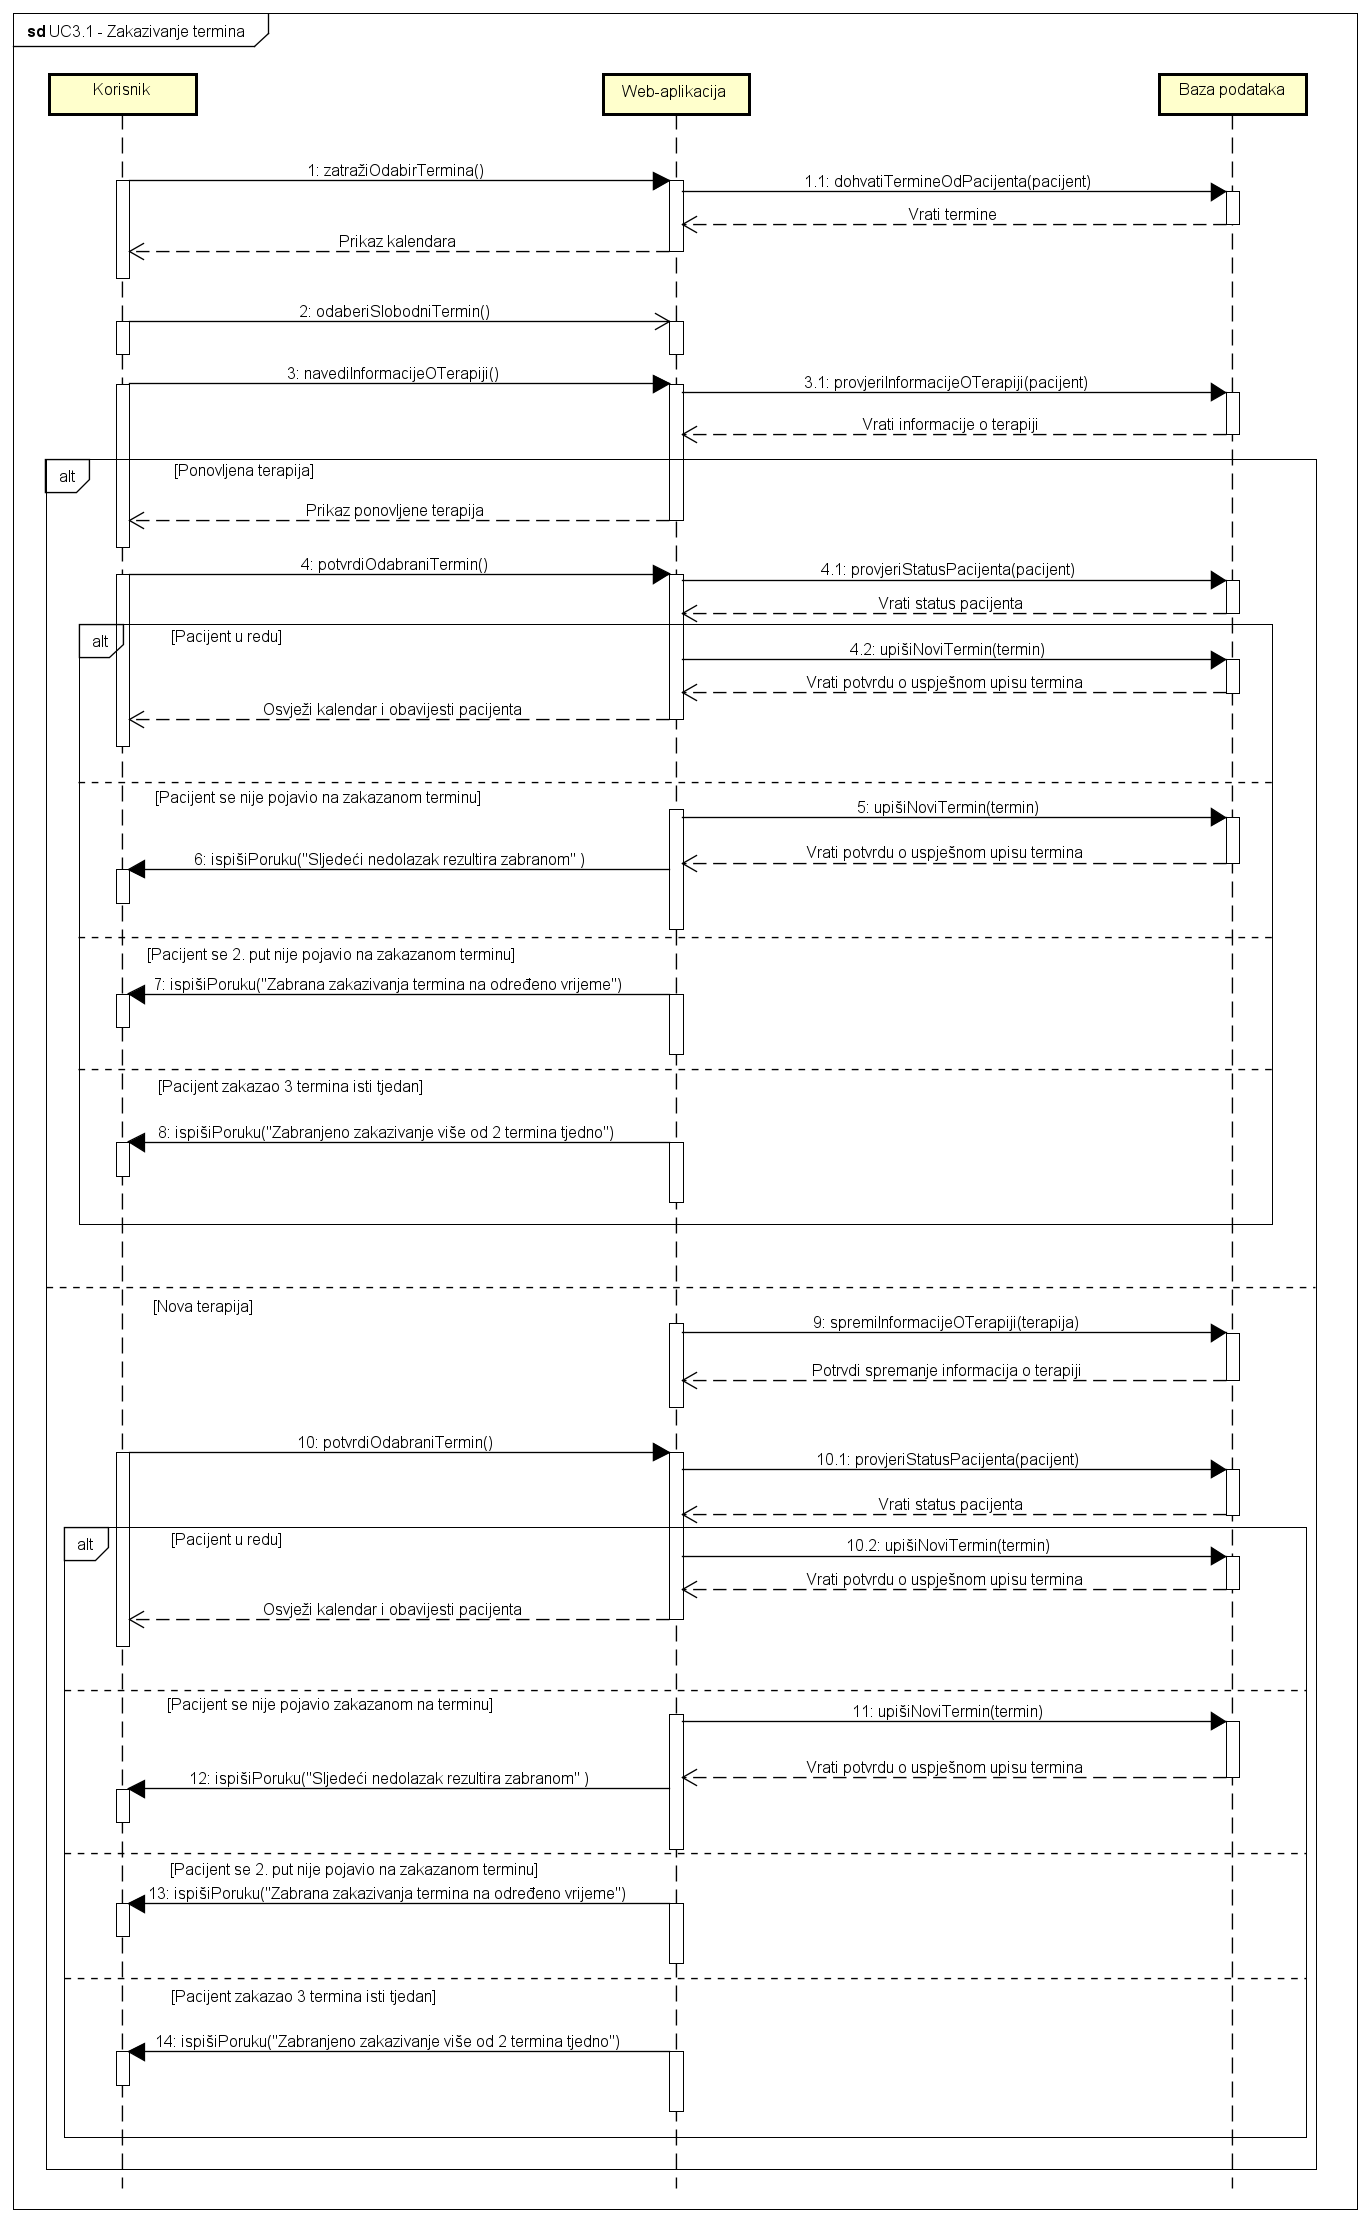 sd UC3.1 - Zakazivanje termina
Korisnik
Web-aplikacija
Baza podataka
1: zatražiOdabirTermina()
1.1: dohvatiTermineOdPacijenta(pacijent)
Vrati termine
Prikaz kalendara
2: odaberiSlobodniTermin()
3: navediInformacijeOTerapiji()
3.1: provjeriInformacijeOTerapiji(pacijent)
Vrati informacije o terapiji
alt
[Ponovljena terapija]
Prikaz ponovljene terapija
4: potvrdiOdabraniTermin()
4.1: provjeriStatusPacijenta(pacijent)
Vrati status pacijenta
alt
[Pacijent u redu]
4.2: upišiNoviTermin(termin)
Vrati potvrdu o uspješnom upisu termina
Osvježi kalendar i obavijesti pacijenta
[Pacijent se nije pojavio na zakazanom terminu]
5: upišiNoviTermin(termin)
Vrati potvrdu o uspješnom upisu termina
6: ispišiPoruku("Sljedeći nedolazak rezultira zabranom" )
[Pacijent se 2. put nije pojavio na zakazanom terminu]
7: ispišiPoruku("Zabrana zakazivanja termina na određeno vrijeme")
[Pacijent zakazao 3 termina isti tjedan]
8: ispišiPoruku("Zabranjeno zakazivanje više od 2 termina tjedno")
[Nova terapija]
9: spremiInformacijeOTerapiji(terapija)
Potrvdi spremanje informacija o terapiji
10: potvrdiOdabraniTermin()
10.1: provjeriStatusPacijenta(pacijent)
Vrati status pacijenta
alt
[Pacijent u redu]
10.2: upišiNoviTermin(termin)
Vrati potvrdu o uspješnom upisu termina
Osvježi kalendar i obavijesti pacijenta
[Pacijent se nije pojavio zakazanom na terminu]
11: upišiNoviTermin(termin)
Vrati potvrdu o uspješnom upisu termina
12: ispišiPoruku("Sljedeći nedolazak rezultira zabranom" )
[Pacijent se 2. put nije pojavio na zakazanom terminu]
13: ispišiPoruku("Zabrana zakazivanja termina na određeno vrijeme")
[Pacijent zakazao 3 termina isti tjedan]
14: ispišiPoruku("Zabranjeno zakazivanje više od 2 termina tjedno")